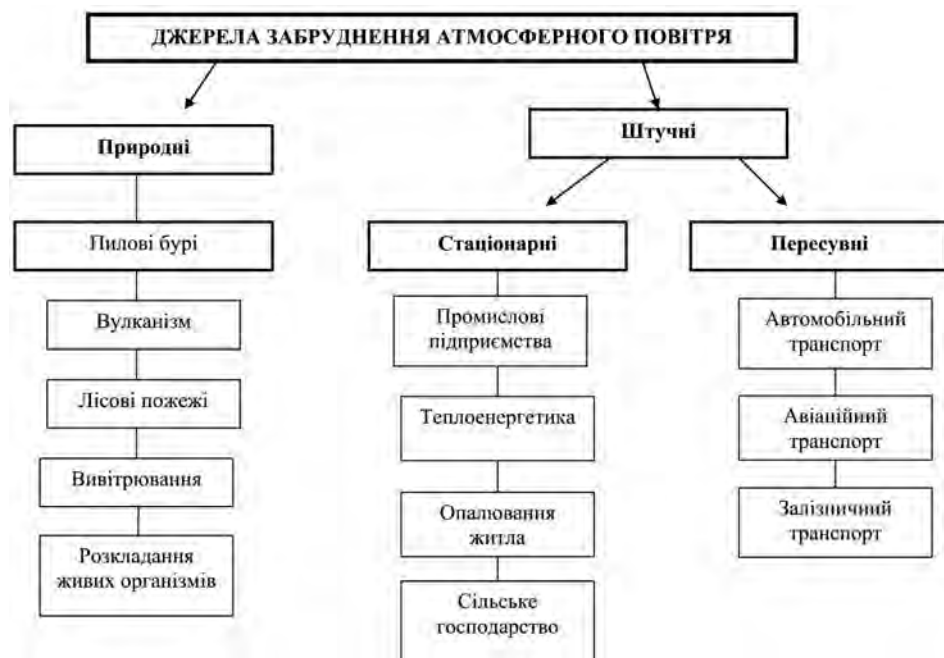 ДЖЕРЕЛА ЗАБРУДНЕННЯ АТМОСФЕРНОГО ПОВІТРЯ
Природні
Штучні
Пилові бурі
Стаціонарні
Пересувні
Вулканізм
Лісові пожежі
Вивітрювання
Розкладання
живих організмів
Промислові
підприємства
Теплоенергетика
Опалювання
житла
Сільське
господарство
Автомобільний
транспорт
Авіаційний
транспорт
Залізничний
транспорт